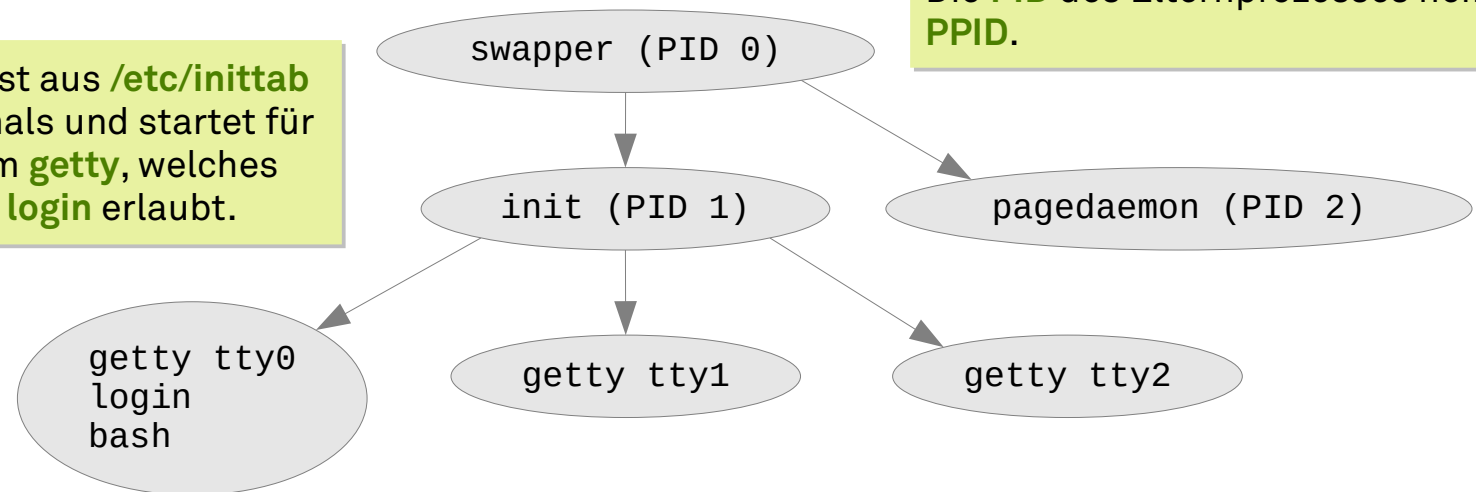 PPID.
swapper (PID 0)
st aus /etc/inittab
als und startet für
m getty, welches
login erlaubt.
init (PID 1)
pagedaemon (PID 2)
getty tty0
login
bash
getty tty1
getty tty2